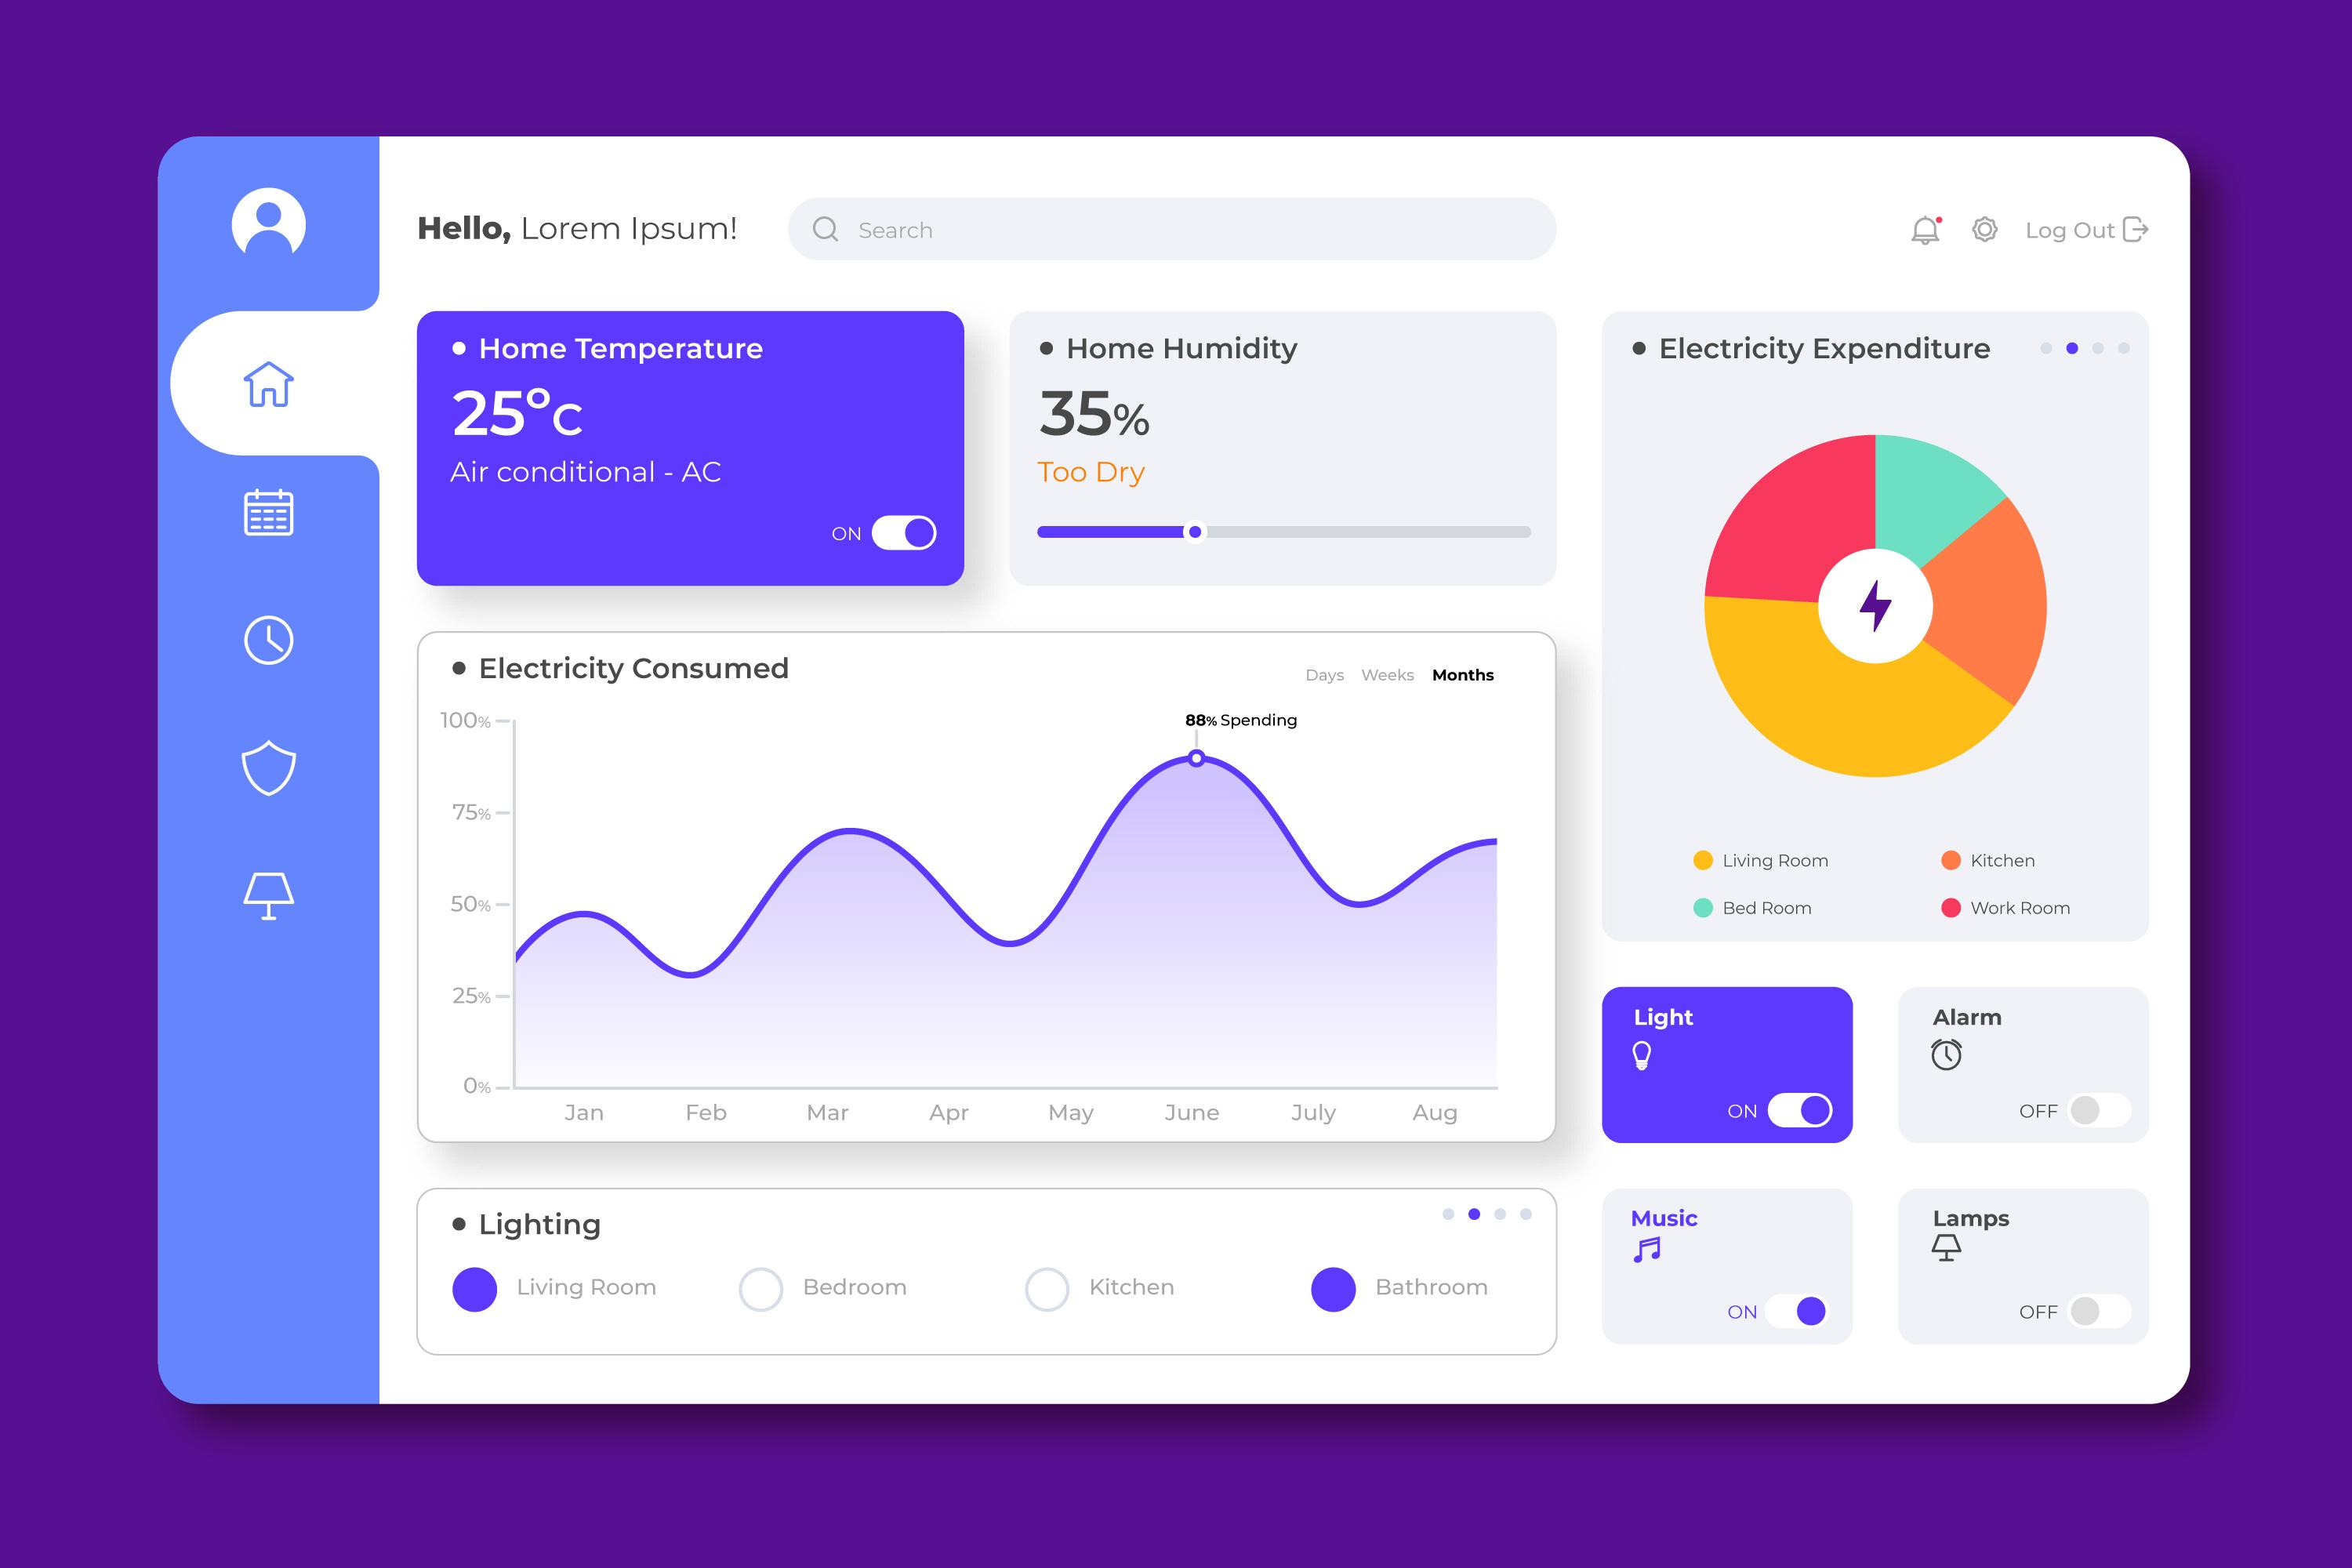 Hello, Lorem Ipsum!
Search
Log Out
Home Temperature
25°C
Air conditional - AC
ON
Home Humidity
35%
Too Dry
Electricity Expenditure
Living Room
Kitchen
Bed Room
Work Room
Electricity Consumed
Days Weeks Months
88% Spending
100%
75%
50%
25%
0%
Jan Feb Mar Apr May June July Aug
Light
ON
Alarm
OFF
Lighting
Living Room
Bedroom
Kitchen
Bathroom
Music
ON
Lamps
OFF